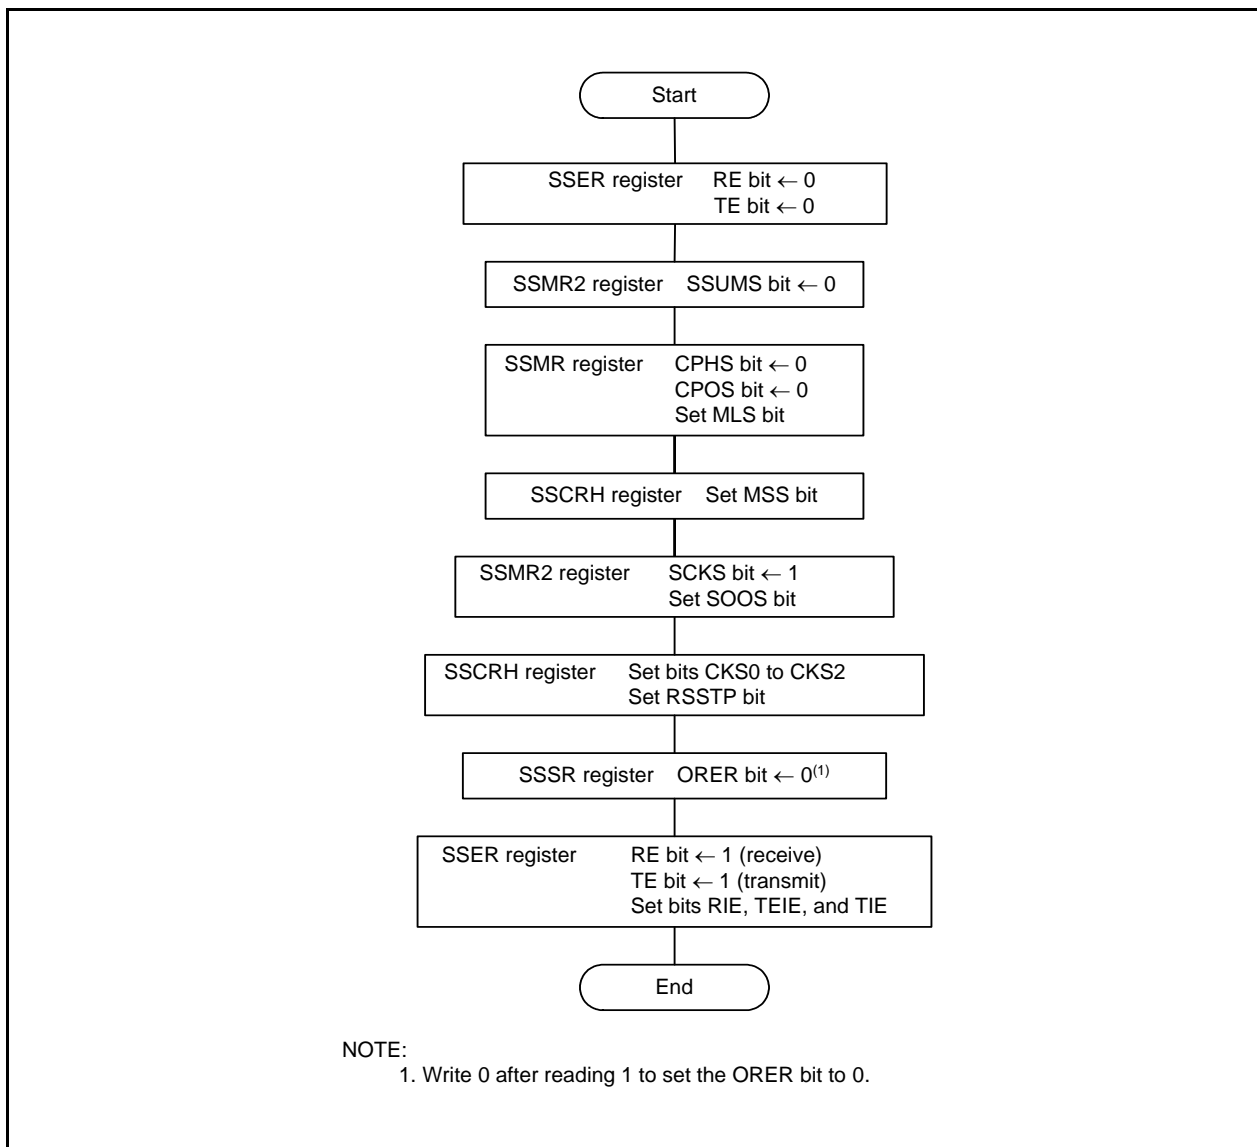 Start
SSER register RE bit ← 0
TE bit ← 0
SSMR2 register SSUMS bit ← 0
SSMR register CPHS bit ← 0
CPOS bit ← 0
Set MLS bit
SSCRH register Set MSS bit
SSMR2 register SCKS bit ← 1
Set SOOS bit
SSCRH register Set bits CKS0 to CKS2
Set RSSTP bit
SSSR register ORER bit ← 0(1)
SSER register RE bit ← 1 (receive)
TE bit ← 1 (transmit)
Set bits RIE, TEIE, and TIE
End
NOTE:
1. Write 0 after reading 1 to set the ORER bit to 0.